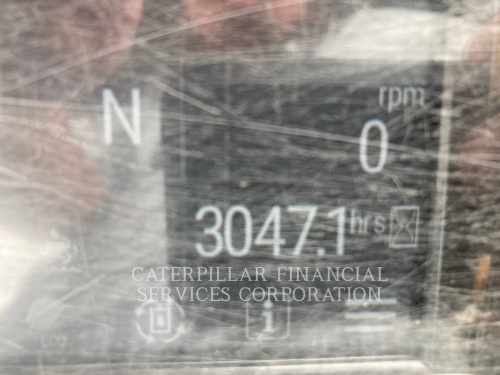 rpm
N
0
3047.1 hrs
CATERPILLAR FINANCIAL
SERVICES CORPORATION
i